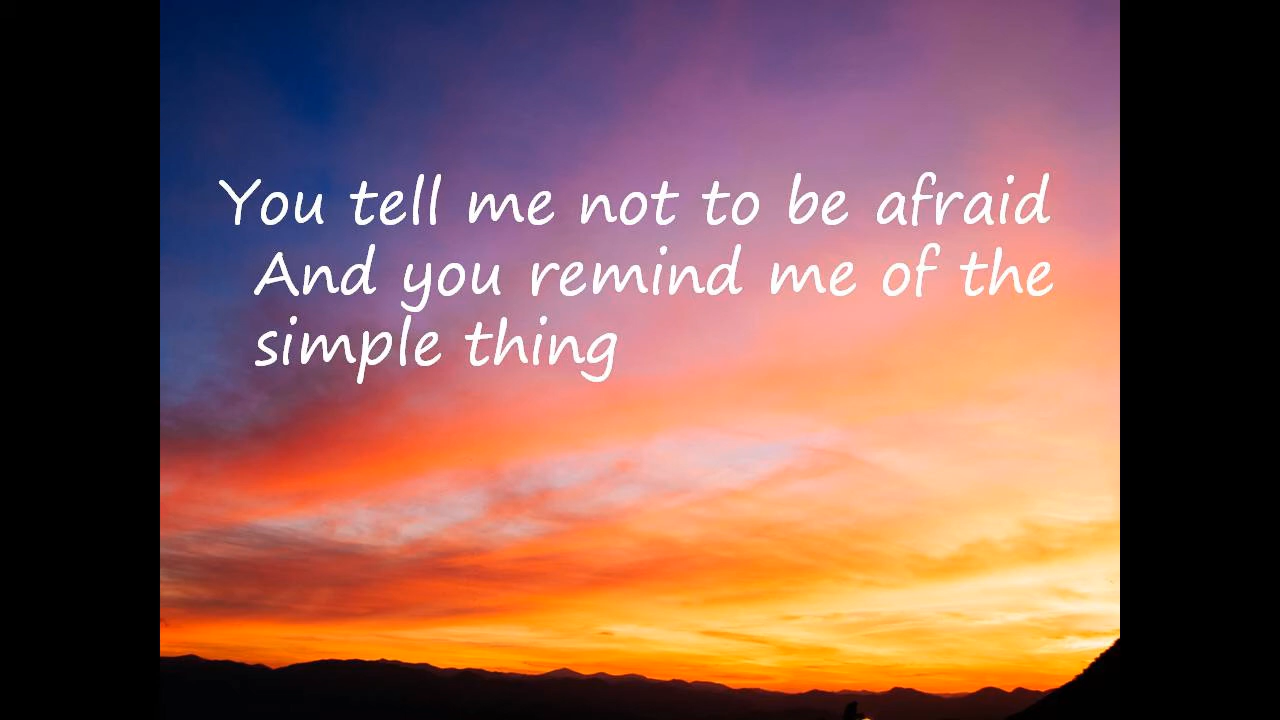 You tell me not to be afraid
And you remind me of the
simple thing